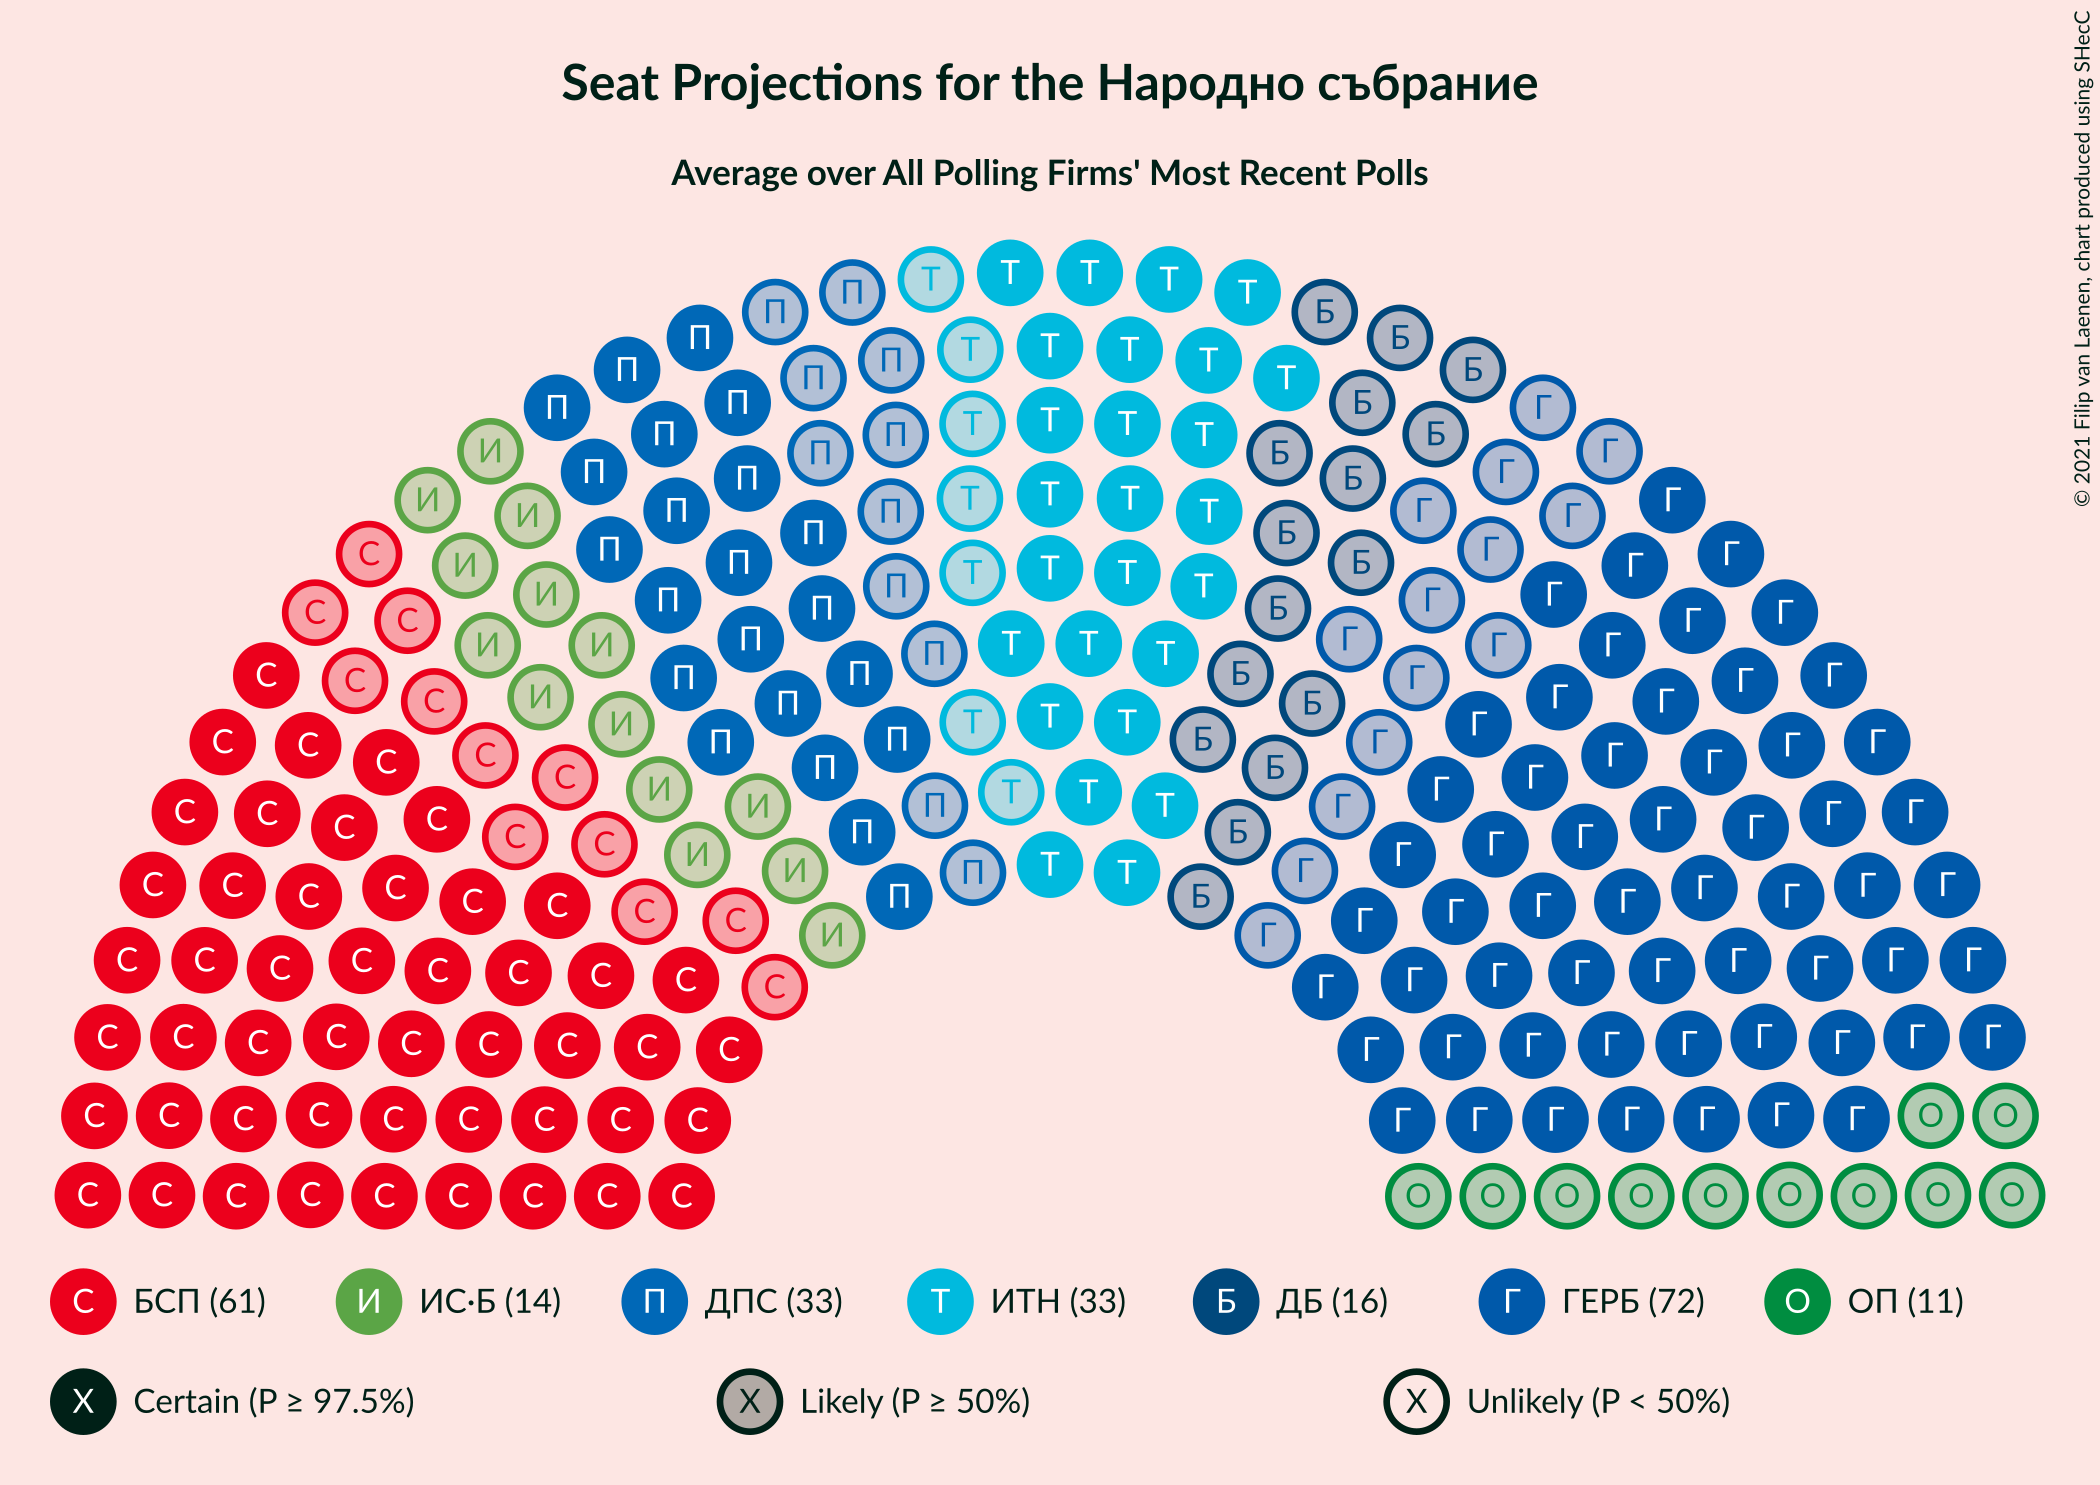 Seat Projections for the Народно събрание
Average over All Polling Firms' Most Recent Polls
© 2021 Filip van Laenen, chart produced using SHecC
С БСП (61) И ИС·Б (14) П ДПС (33) Т ИТН (33) Б ДБ (16) Г ГЕРБ (72) О ОП (11)
X Certain (P ≥ 97.5%) X Likely (P ≥ 50%) X Unlikely (P < 50%)